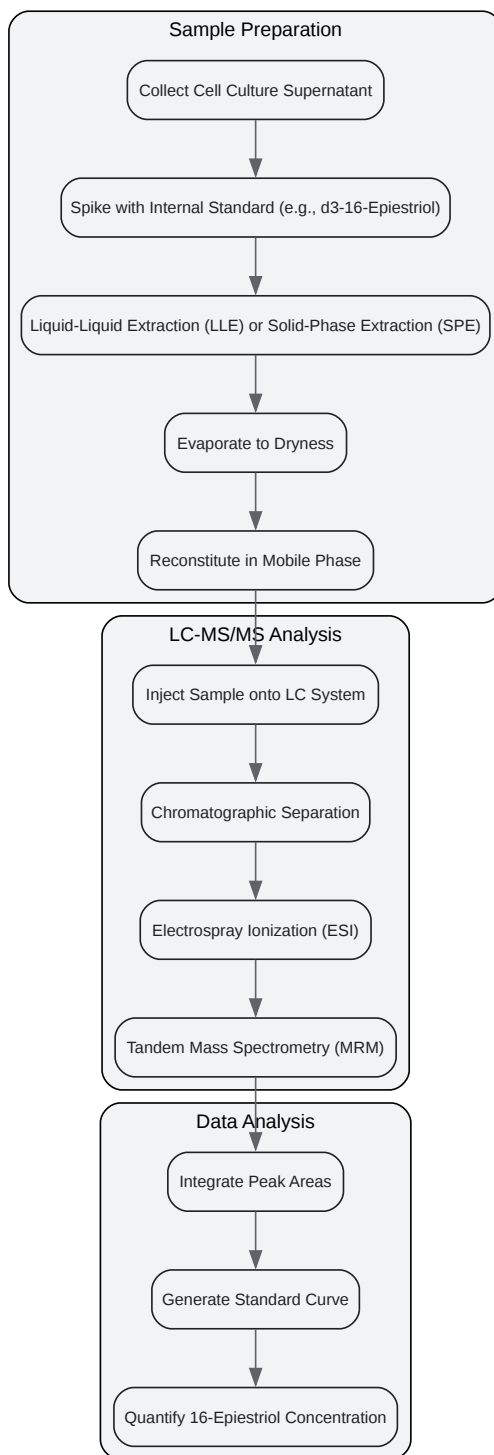 Sample Preparation
Collect Cell Culture Supernatant
Spike with Internal Standard (e.g., d3-16-Epiestriol)
Liquid-Liquid Extraction (LLE) or Solid-Phase Extraction (SPE)
Evaporate to Dryness
Reconstitute in Mobile Phase
LC-MS/MS Analysis
Inject Sample onto LC System
Chromatographic Separation
Electrospray Ionization (ESI)
Tandem Mass Spectrometry (MRM)
Data Analysis
Integrate Peak Areas
Generate Standard Curve
Quantify 16-Epiestriol Concentration